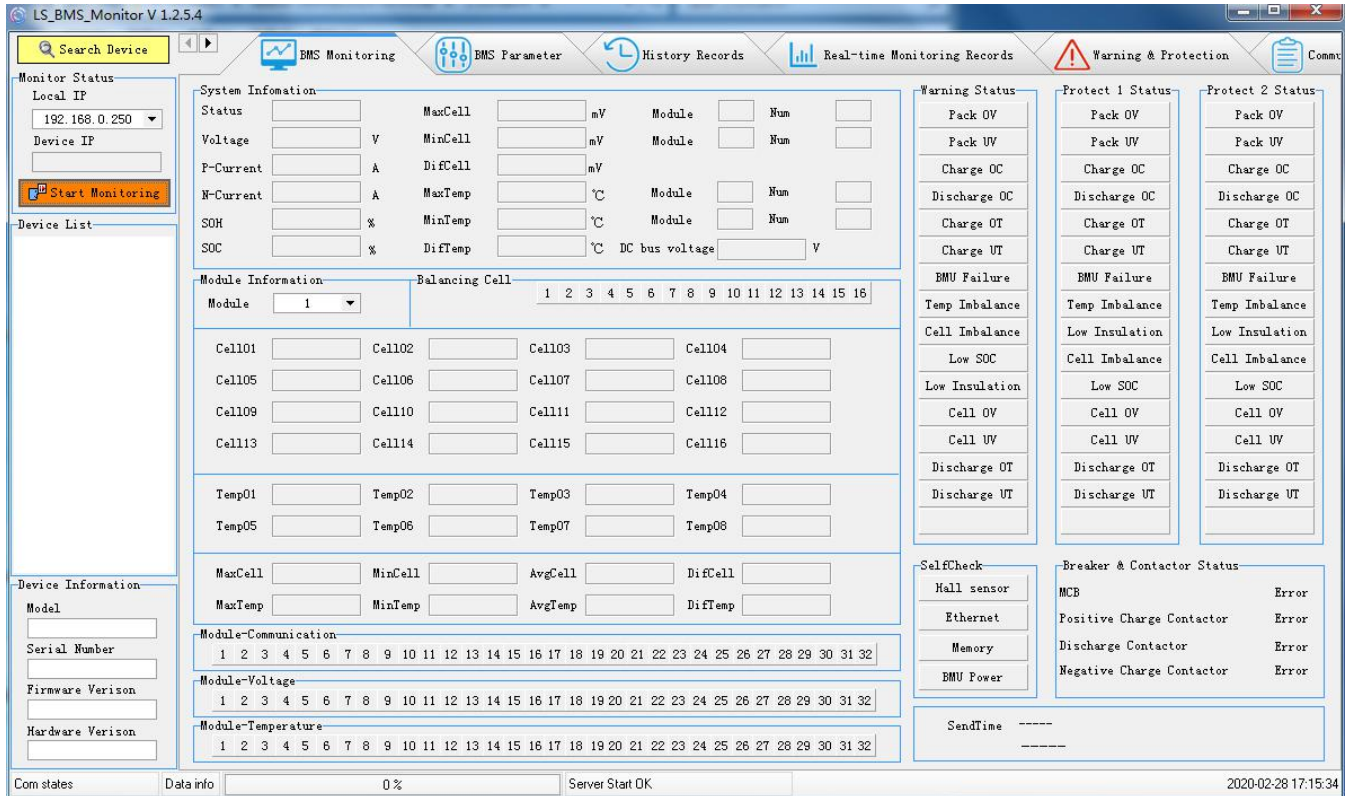 LS_BMS_Monitor V 1.2.5.4
Search Device
BMS Monitoring
BMS Parameter
History Records
Real-time Monitoring Records
Warning & Protection
Commu
Monitor Status
Local IP
192.168.0.250
Device IP
Start Monitoring
Device List
Device Information
Model
Serial Number
Firmware Verison
Hardware Verison
System Infomation
Status MaxCell mV Module Num
Voltage V MinCell mV Module Num
P-Current A DifCell mV
N-Current A MaxTemp ℃ Module Num
SOH % MinTemp ℃ Module Num
SOC % DifTemp ℃ DC bus voltage V
Module Information
Module 1
Balancing Cell
1 2 3 4 5 6 7 8 9 10 11 12 13 14 15 16
Cell01 Cell02 Cell03 Cell04
Cell05 Cell06 Cell07 Cell08
Cell09 Cell10 Cell11 Cell12
Cell13 Cell14 Cell15 Cell16
Temp01 Temp02 Temp03 Temp04
Temp05 Temp06 Temp07 Temp08
MaxCell MinCell AvgCell DifCell
MaxTemp MinTemp AvgTemp DifTemp
Module-Communication
1 2 3 4 5 6 7 8 9 10 11 12 13 14 15 16 17 18 19 20 21 22 23 24 25 26 27 28 29 30 31 32
Module-Voltage
1 2 3 4 5 6 7 8 9 10 11 12 13 14 15 16 17 18 19 20 21 22 23 24 25 26 27 28 29 30 31 32
Module-Temperature
1 2 3 4 5 6 7 8 9 10 11 12 13 14 15 16 17 18 19 20 21 22 23 24 25 26 27 28 29 30 31 32
Warning Status
Pack OV
Pack UV
Charge OC
Discharge OC
Charge OT
Charge UT
BMU Failure
Temp Imbalance
Cell Imbalance
Low SOC
Low Insulation
Cell OV
Cell UV
Discharge OT
Discharge UT
Protect 1 Status
Pack OV
Pack UV
Charge OC
Discharge OC
Charge OT
Charge UT
BMU Failure
Temp Imbalance
Low Insulation
Cell Imbalance
Low SOC
Cell OV
Cell UV
Discharge OT
Discharge UT
Protect 2 Status
Pack OV
Pack UV
Charge OC
Discharge OC
Charge OT
Charge UT
BMU Failure
Temp Imbalance
Low Insulation
Cell Imbalance
Low SOC
Cell OV
Cell UV
Discharge OT
Discharge UT
SelfCheck
Hall sensor
Ethernet
Memory
BMU Power
Breaker & Contactor Status
MCB Error
Positive Charge Contactor Error
Discharge Contactor Error
Negative Charge Contactor Error
SendTime -----
-----
Com states
Data info
0 %
Server Start OK
2020-02-28 17:15:34